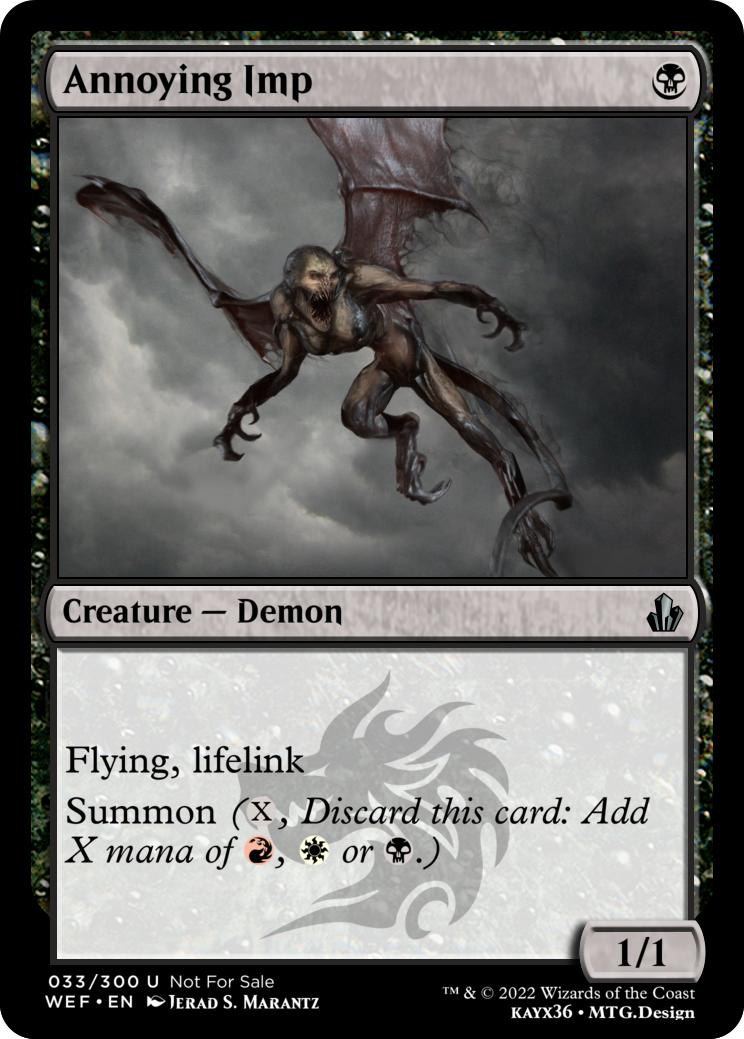 Annoying Imp
Creature — Demon
Flying, lifelink
Summon (X, Discard this card: Add
X mana of , or .)
1/1
033/300 U Not For Sale
WEF • EN Jerad S. Marantz
™ & © 2022 Wizards of the Coast
KAYX36 • MTG.Design